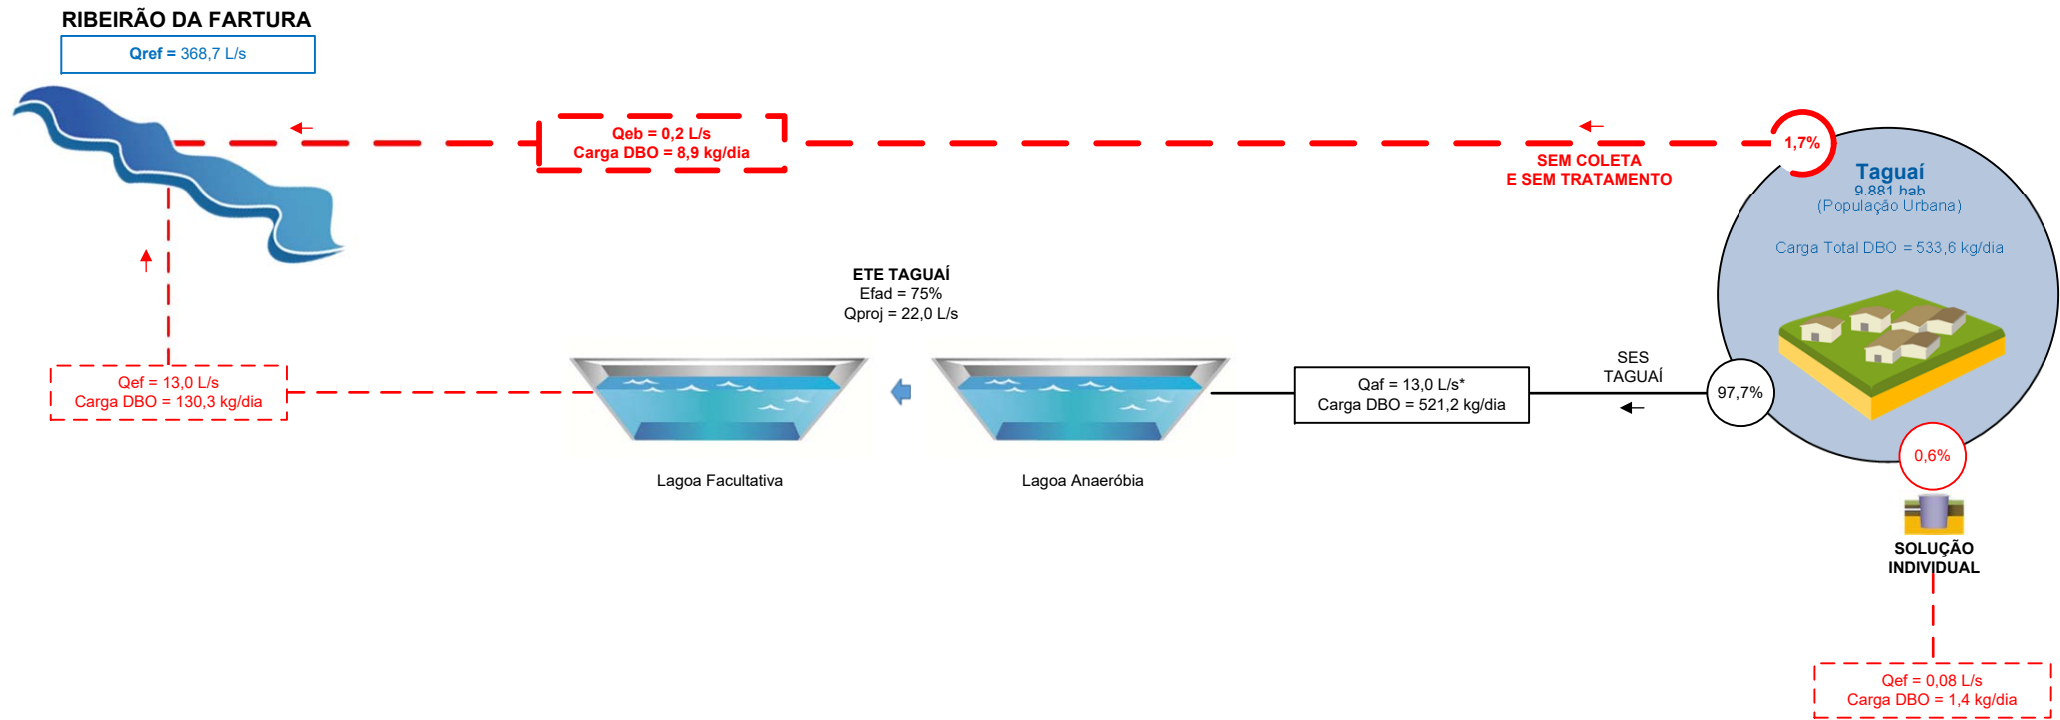 RIBEIRÃO DA FARTURA
Qref = 368,7 L/s
Qeb = 0,2 L/s
Carga DBO = 8,9 kg/dia
SEM COLETA
E SEM TRATAMENTO
1,7%
Taguaí
9.881 hab
(População Urbana)
Carga Total DBO = 533,6 kg/dia
ETE TAGUAÍ
Efad = 75%
Qproj = 22,0 L/s
Qef = 13,0 L/s
Carga DBO = 130,3 kg/dia
Lagoa Facultativa
Lagoa Anaeróbia
Qaf = 13,0 L/s*
Carga DBO = 521,2 kg/dia
SES
TAGUAÍ
97,7%
0,6%
SOLUÇÃO
INDIVIDUAL
Qef = 0,08 L/s
Carga DBO = 1,4 kg/dia